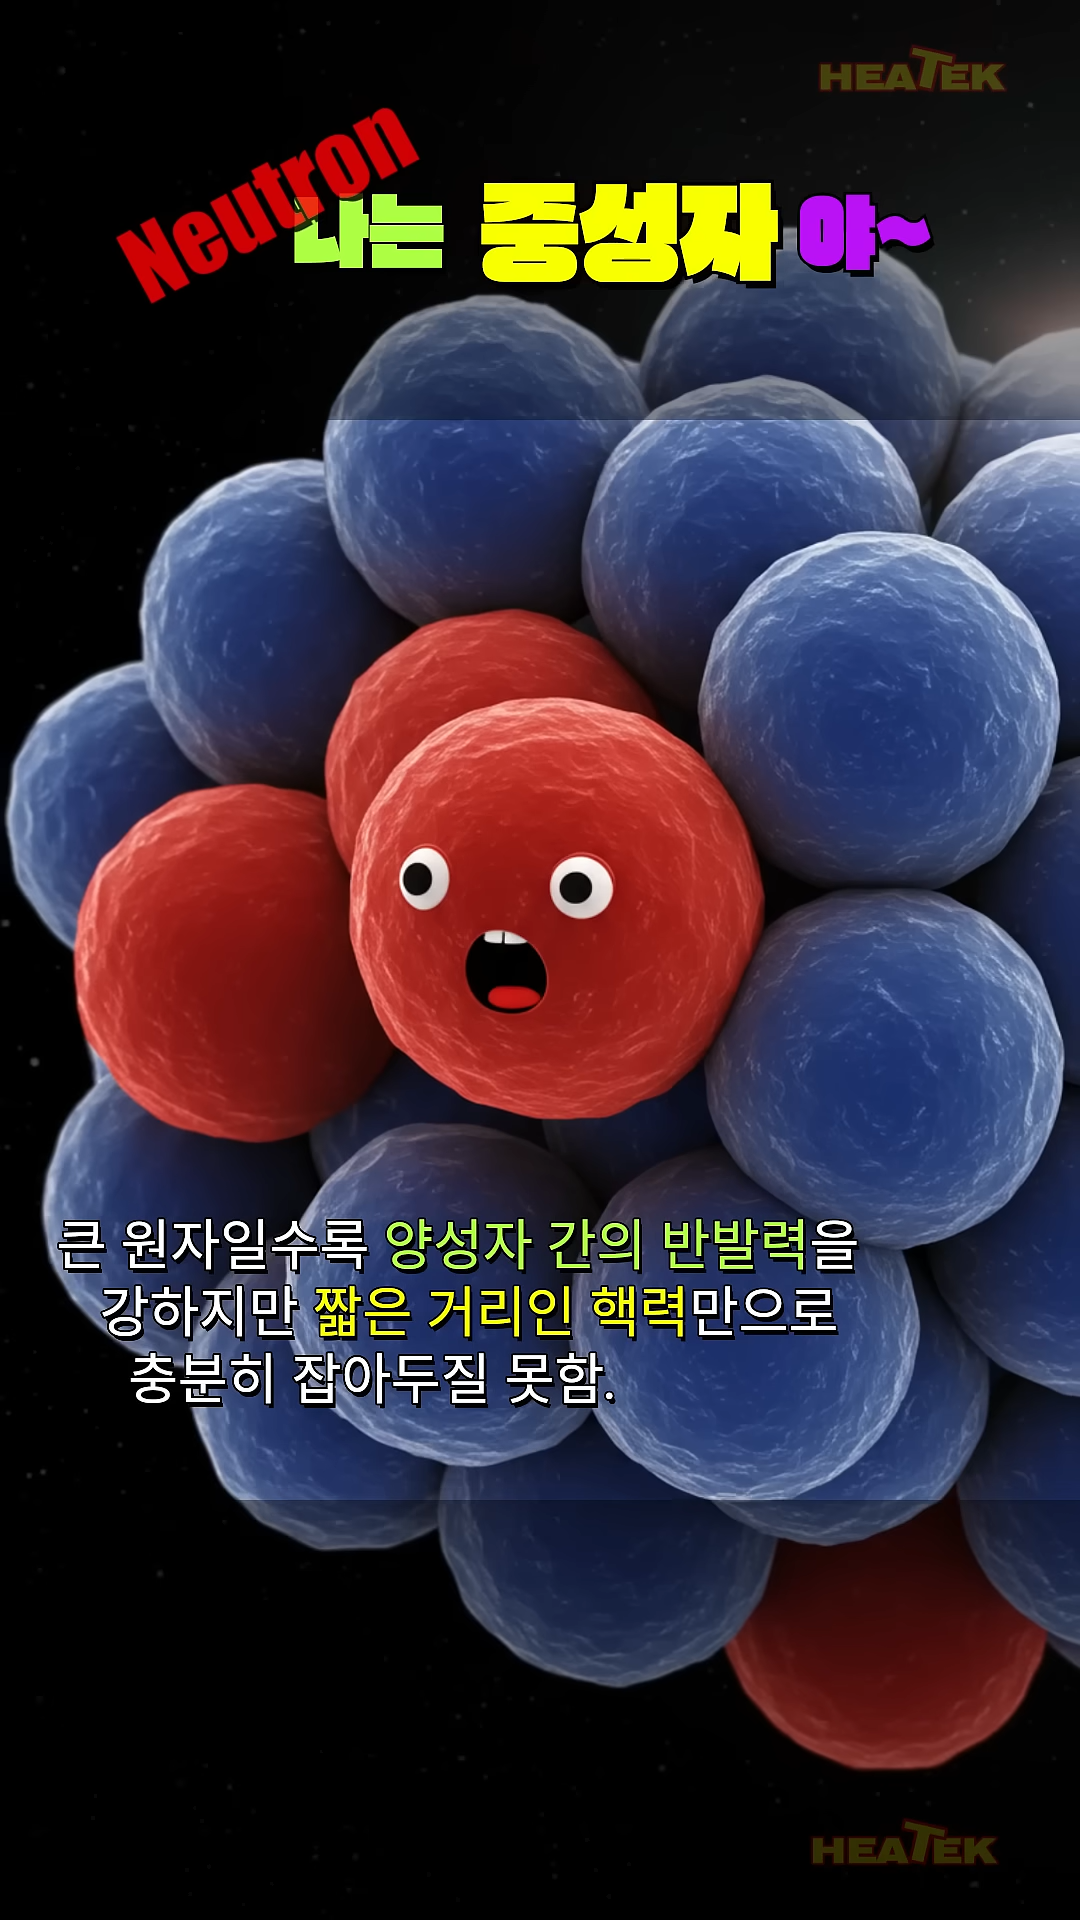 HEATEK
Neutron
나는 중성자 야~
큰 원자일수록 양성자 간의 반발력을
강하지만 짧은 거리인 핵력만으로
충분히 잡아두질 못함.
HEATEK